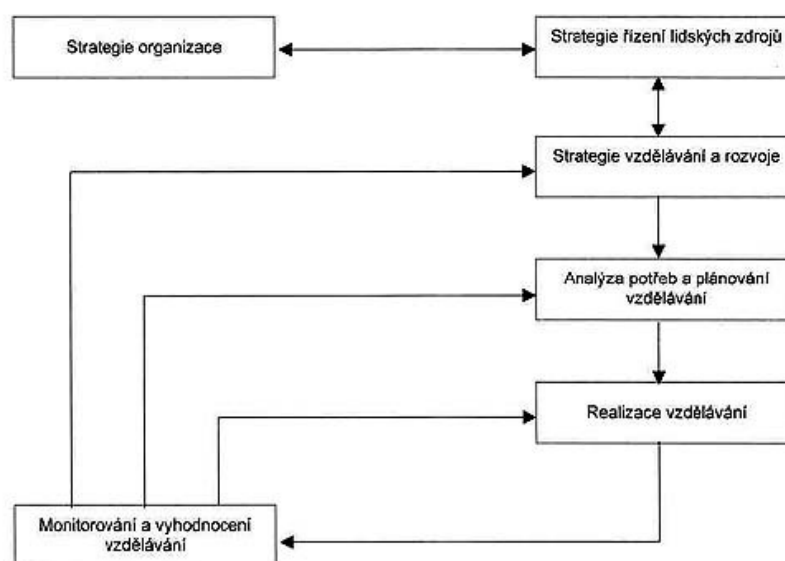 Strategie organizace
Strategie řízení lidských zdrojů
Strategie vzdělávání a rozvoje
Analýza potřeb a plánování
vzdělávání
Realizace vzdělávání
Monitorování a vyhodnocení
vzdělávání